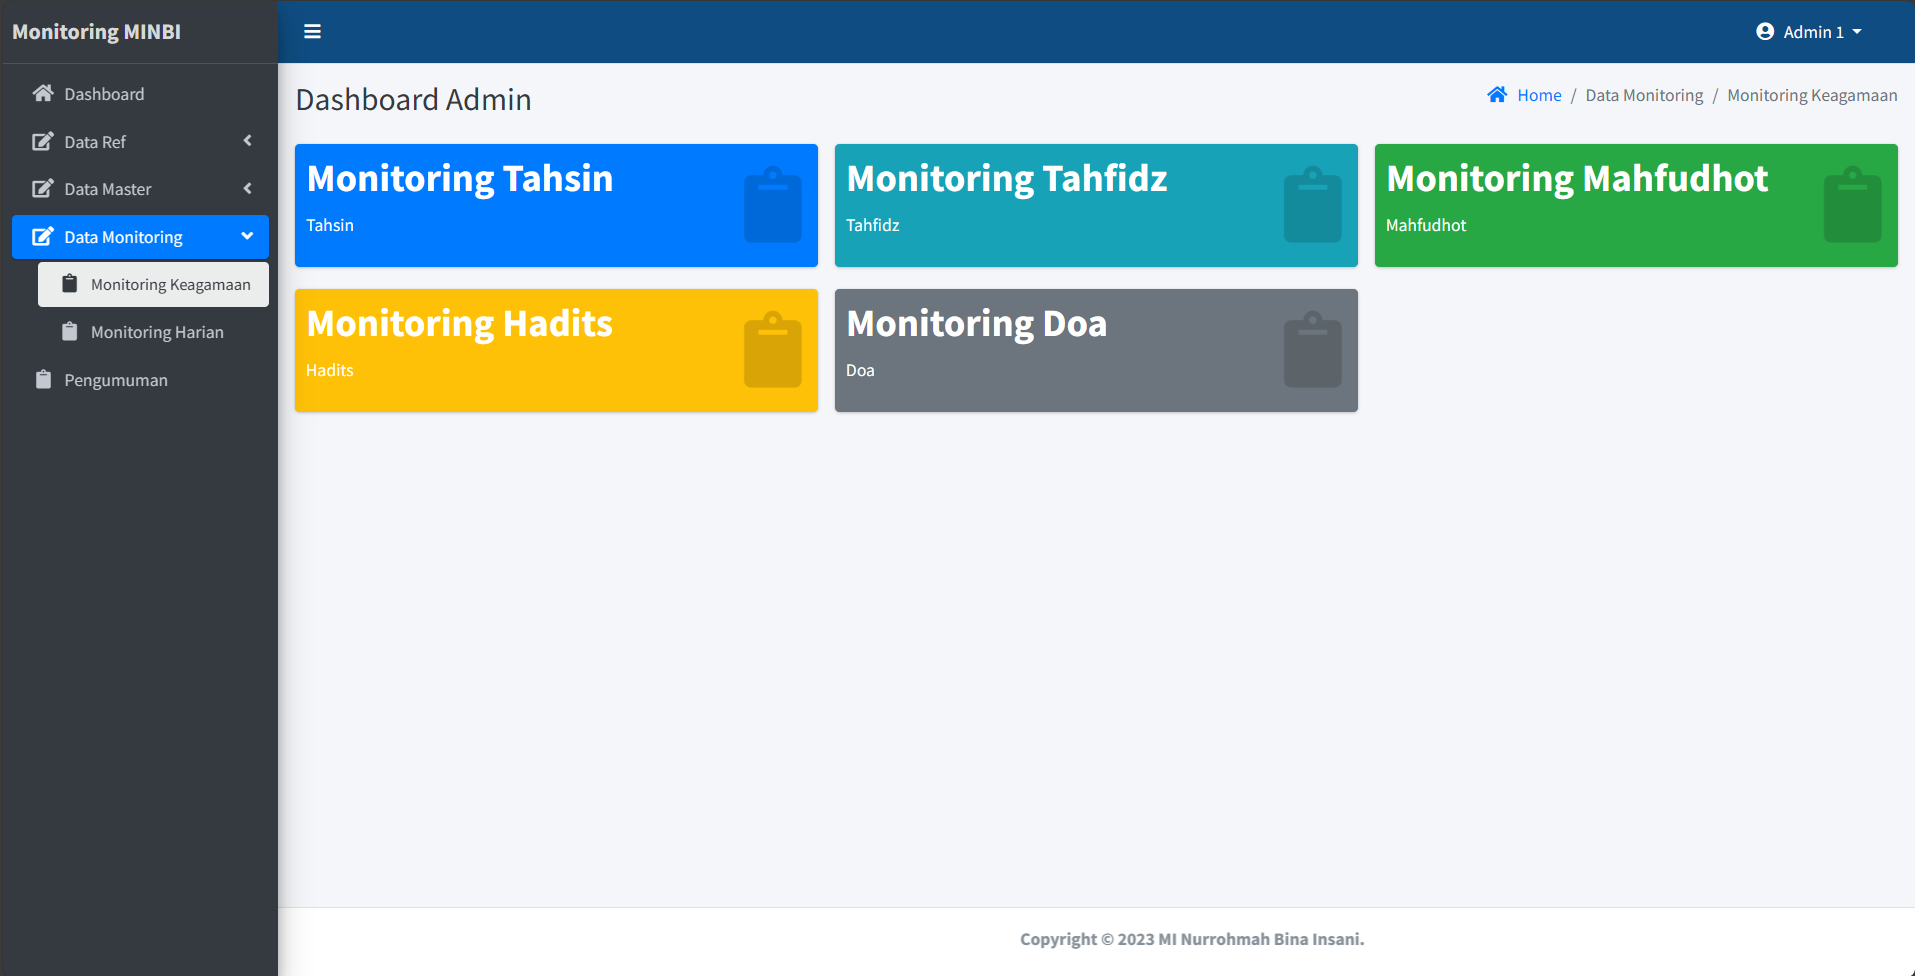 Monitoring MINBI
Admin 1
Dashboard
Data Ref
Data Master
Data Monitoring
Monitoring Keagamaan
Monitoring Harian
Pengumuman
Dashboard Admin
Home / Data Monitoring / Monitoring Keagamaan
Monitoring Tahsin
Tahsin
Monitoring Tahfidz
Tahfidz
Monitoring Mahfudhot
Mahfudhot
Monitoring Hadits
Hadits
Monitoring Doa
Doa
Copyright © 2023 MI Nurrohmah Bina Insani.